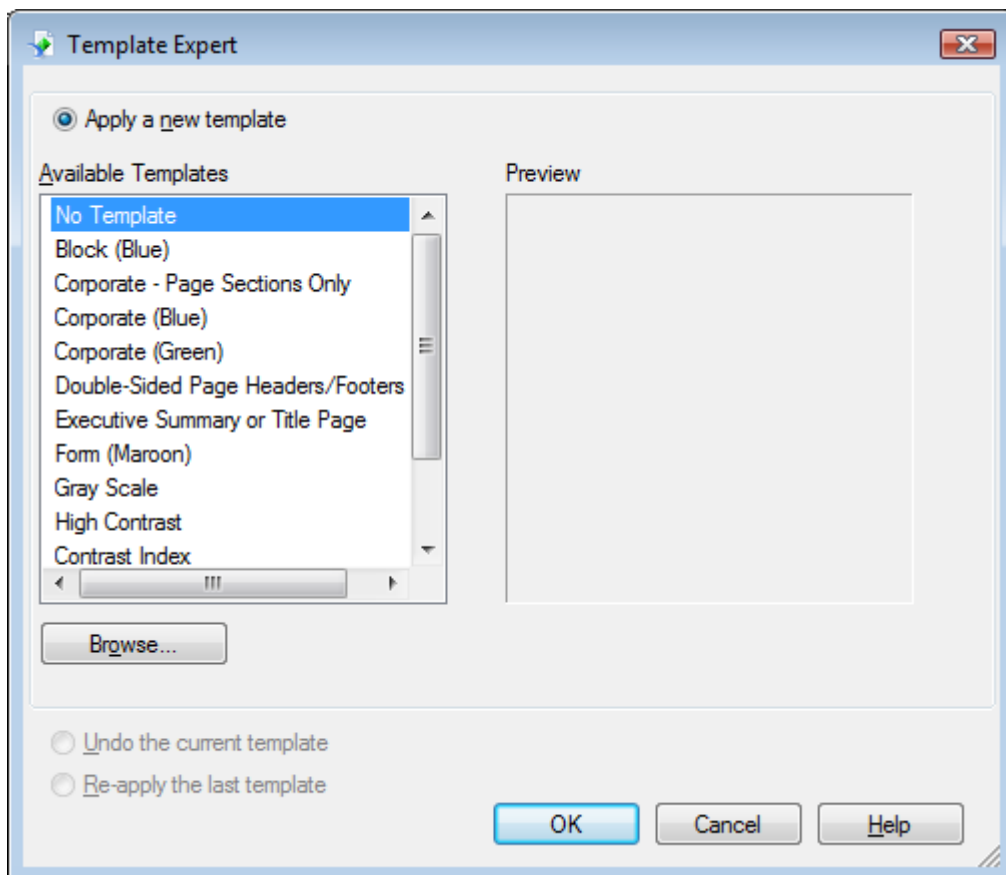 Template Expert
Apply a new template
Available Templates
Preview
No Template
Block (Blue)
Corporate - Page Sections Only
Corporate (Blue)
Corporate (Green)
Double-Sided Page Headers/Footers
Executive Summary or Title Page
Form (Maroon)
Gray Scale
High Contrast
Contrast Index
Browse...
Undo the current template
Re-apply the last template
OK
Cancel
Help